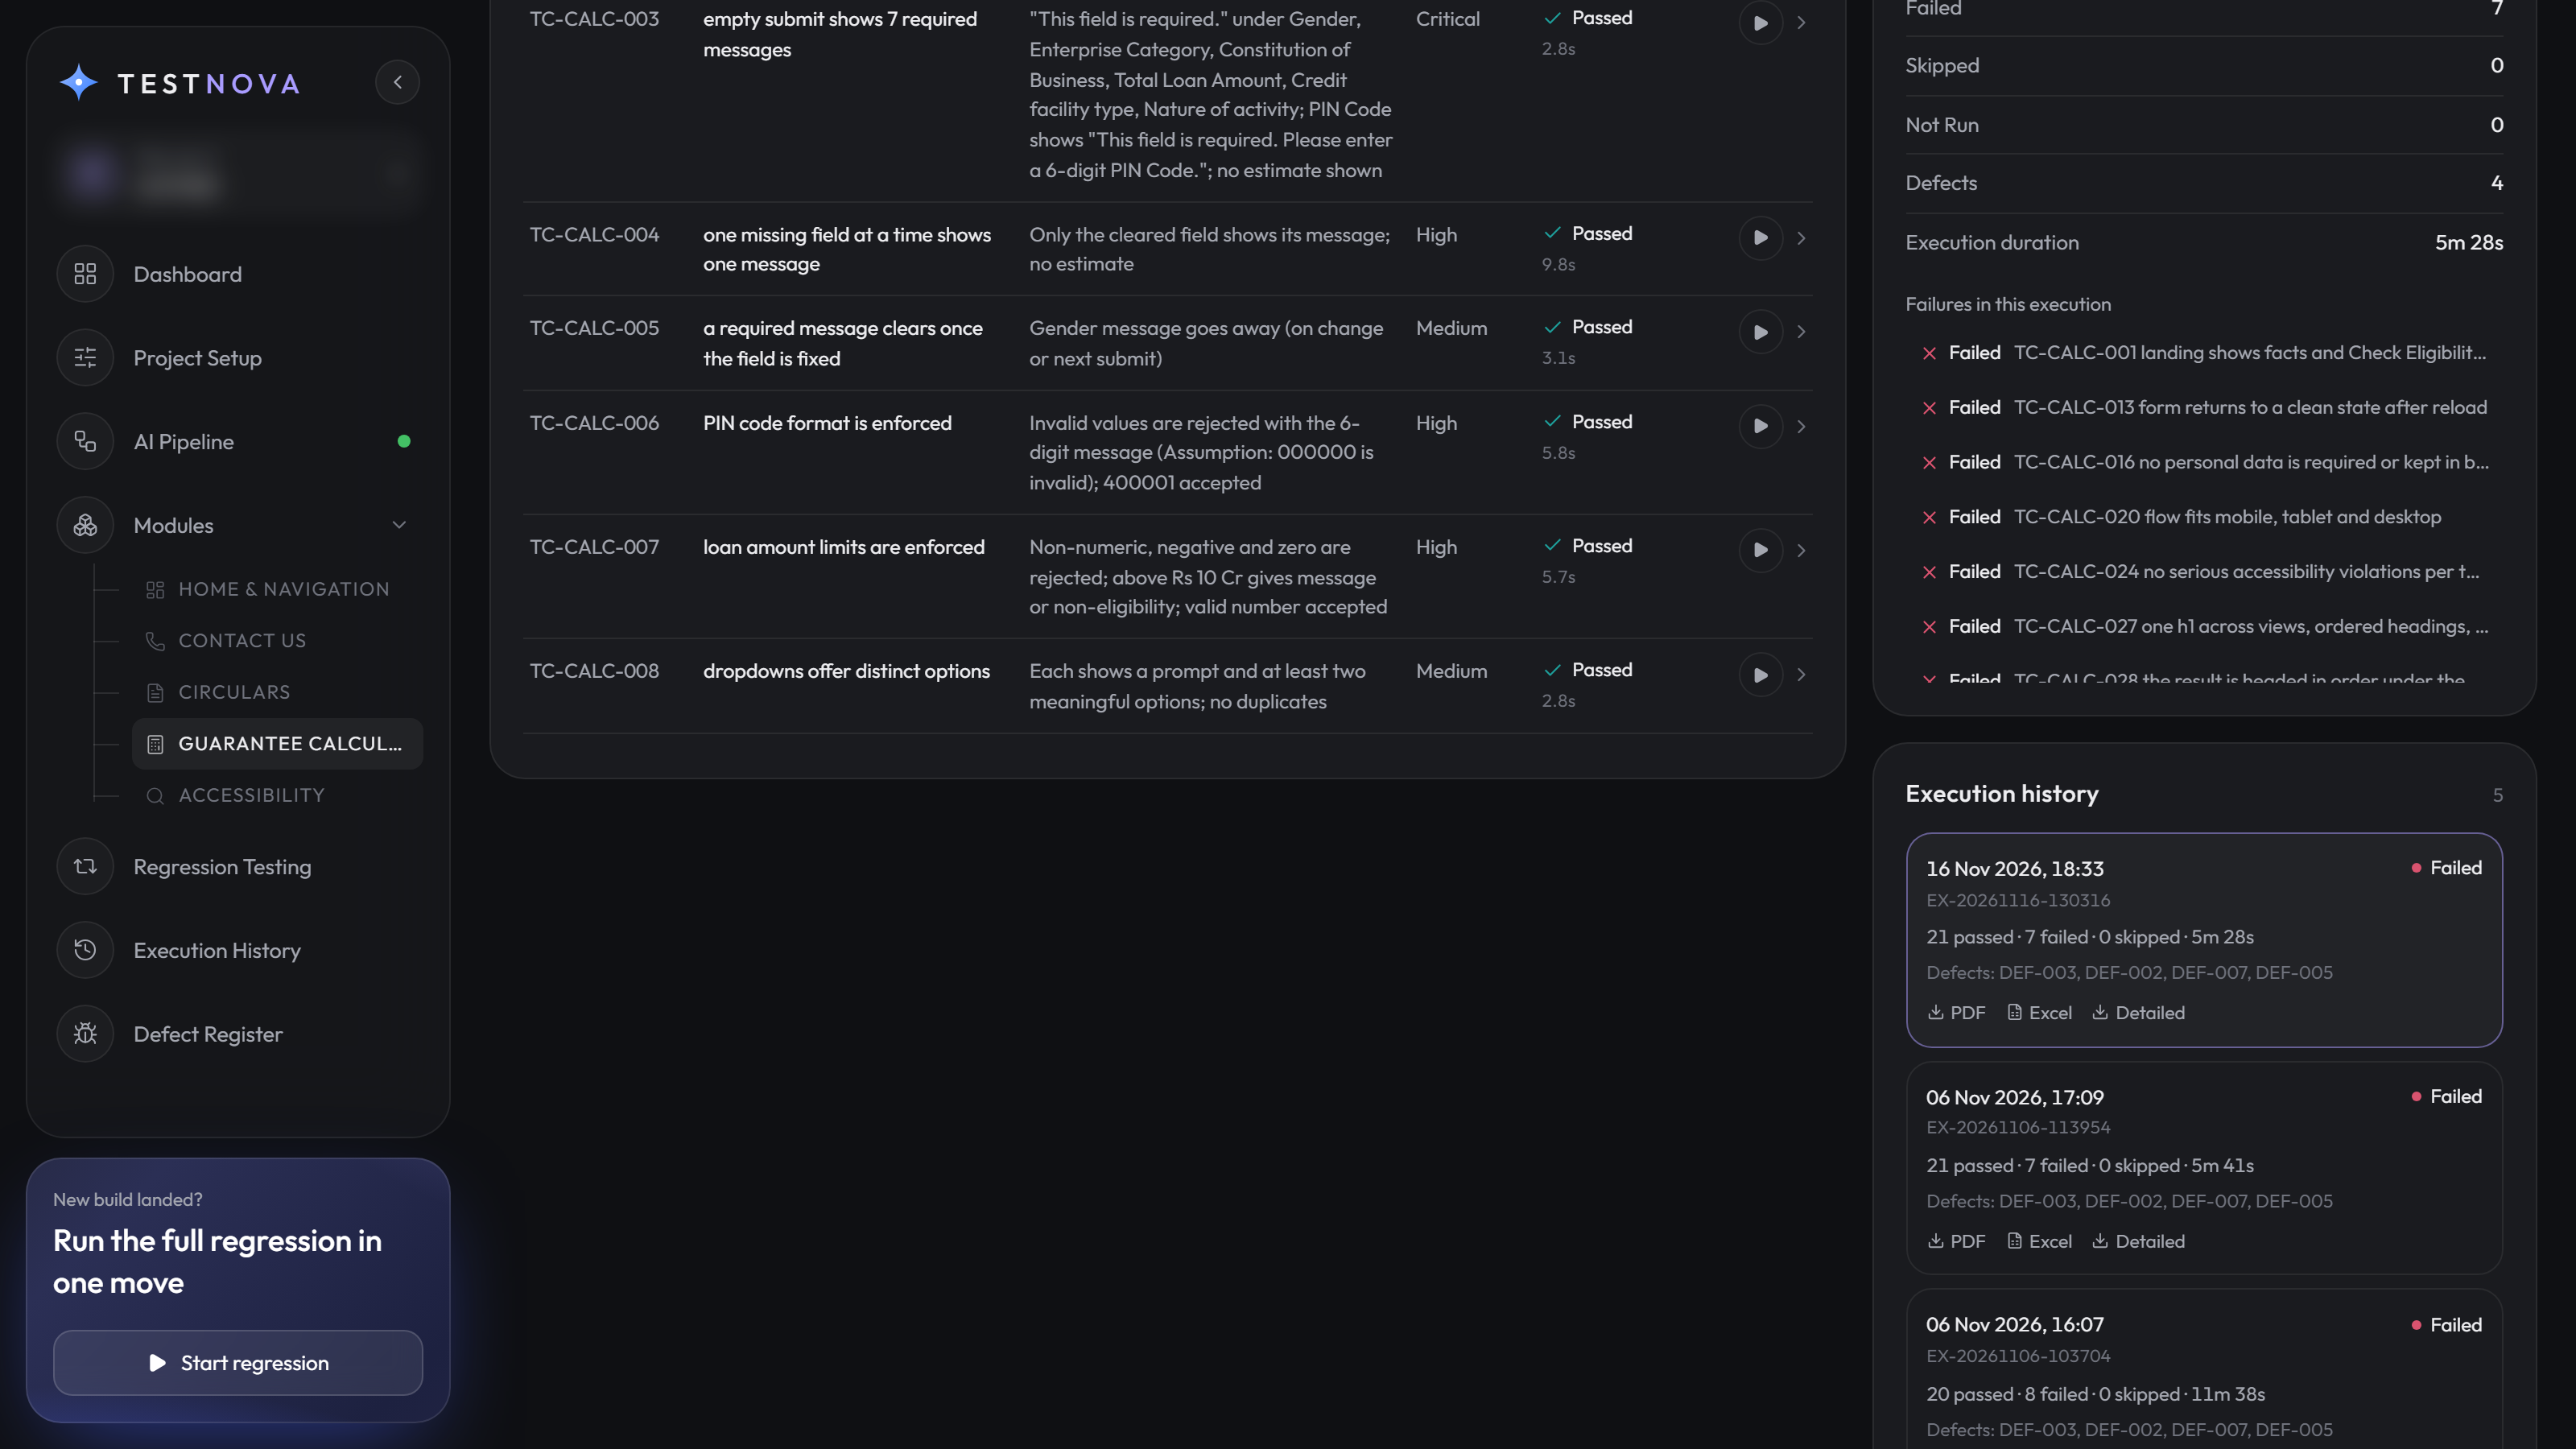 TESTNOVA
Dashboard
Project Setup
AI Pipeline
Modules
HOME & NAVIGATION
CONTACT US
CIRCULARS
GUARANTEE CALCUL...
ACCESSIBILITY
Regression Testing
Execution History
Defect Register
New build landed?
Run the full regression in
one move
Start regression
TC-CALC-003 empty submit shows 7 required "This field is required." under Gender, Critical Passed
messages Enterprise Category, Constitution of 2.8s
Business, Total Loan Amount, Credit
facility type, Nature of activity; PIN Code
shows "This field is required. Please enter
a 6-digit PIN Code."; no estimate shown
TC-CALC-004 one missing field at a time shows Only the cleared field shows its message; High Passed
one message no estimate 9.8s
TC-CALC-005 a required message clears once Gender message goes away (on change Medium Passed
the field is fixed or next submit) 3.1s
TC-CALC-006 PIN code format is enforced Invalid values are rejected with the 6- High Passed
digit message (Assumption: 000000 is 5.8s
invalid); 400001 accepted
TC-CALC-007 loan amount limits are enforced Non-numeric, negative and zero are High Passed
rejected; above Rs 10 Cr gives message 5.7s
or non-eligibility; valid number accepted
TC-CALC-008 dropdowns offer distinct options Each shows a prompt and at least two Medium Passed
meaningful options; no duplicates 2.8s
Failed 7
Skipped 0
Not Run 0
Defects 4
Execution duration 5m 28s
Failures in this execution
Failed TC-CALC-001 landing shows facts and Check Eligibilit...
Failed TC-CALC-013 form returns to a clean state after reload
Failed TC-CALC-016 no personal data is required or kept in b...
Failed TC-CALC-020 flow fits mobile, tablet and desktop
Failed TC-CALC-024 no serious accessibility violations per t...
Failed TC-CALC-027 one h1 across views, ordered headings, ...
Failed TC-CALC-028 the result is headed in order under the
Execution history 5
16 Nov 2026, 18:33 Failed
EX-20261116-130316
21 passed · 7 failed · 0 skipped · 5m 28s
Defects: DEF-003, DEF-002, DEF-007, DEF-005
PDF Excel Detailed
06 Nov 2026, 17:09 Failed
EX-20261106-113954
21 passed · 7 failed · 0 skipped · 5m 41s
Defects: DEF-003, DEF-002, DEF-007, DEF-005
PDF Excel Detailed
06 Nov 2026, 16:07 Failed
EX-20261106-103704
20 passed · 8 failed · 0 skipped · 11m 38s
Defects: DEF-003, DEF-002, DEF-007, DEF-005